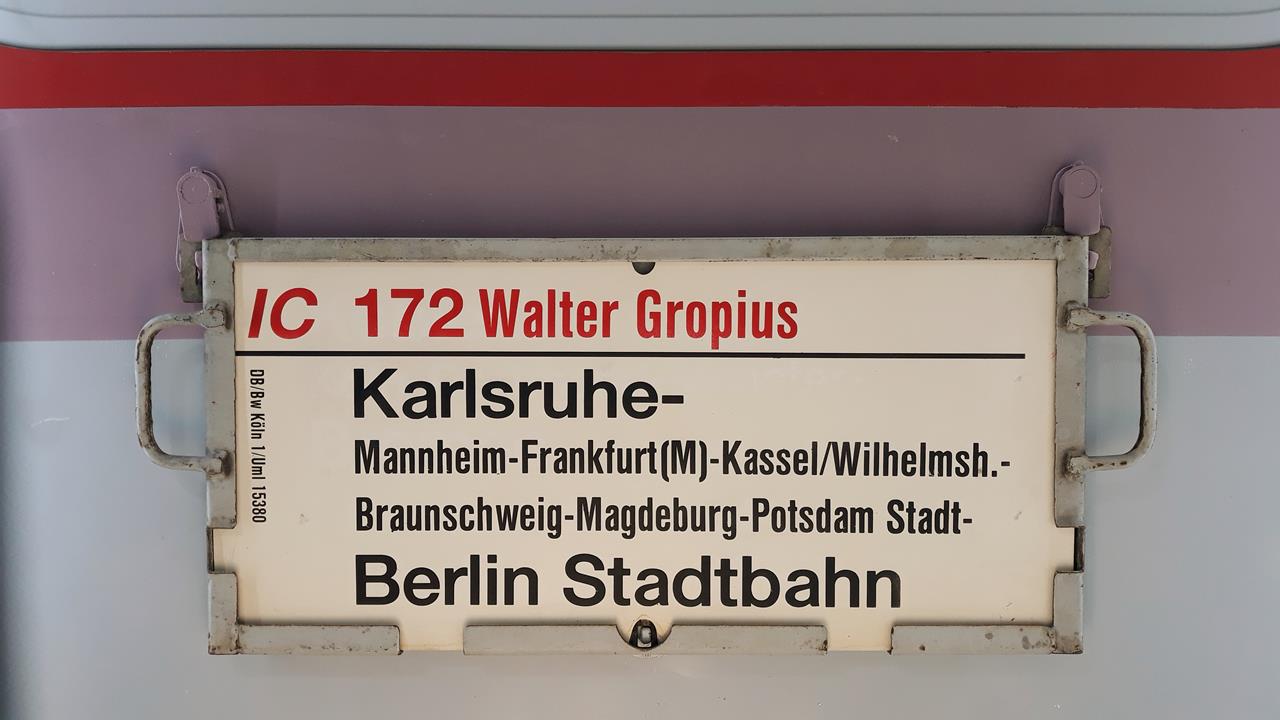 IC 172 Walter Gropius
DB/Bw Köln 1/Uml 15380
Karlsruhe-
Mannheim-Frankfurt(M)-Kassel/Wilhelmsh.-
Braunschweig-Magdeburg-Potsdam Stadt-
Berlin Stadtbahn